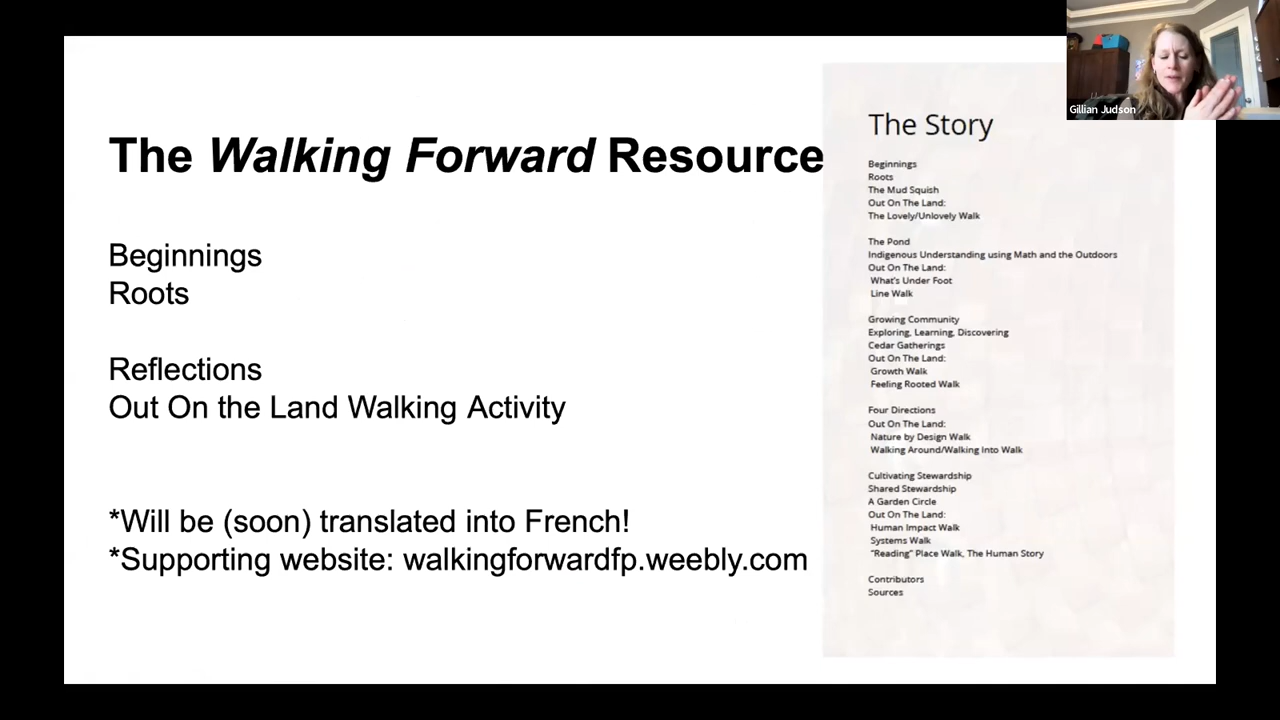 The Walking Forward Resource
Beginnings
Roots
Reflections
Out On the Land Walking Activity
*Will be (soon) translated into French!
*Supporting website: walkingforwardfp.weebly.com
The Story
Beginnings
Roots
The Mud Squish
Out On The Land:
The Lovely/Unlovely Walk
The Pond
Indigenous Understanding using Math and the Outdoors
Out On The Land:
What's Under Foot
Line Walk
Growing Community
Exploring, Learning, Discovering
Cedar Gatherings
Out On The Land:
Growth Walk
Feeling Rooted Walk
Four Directions
Out On The Land:
Nature by Design Walk
Walking Around/Walking Into Walk
Cultivating Stewardship
Shared Stewardship
A Garden Circle
Out On The Land:
Human Impact Walk
Systems Walk
"Reading" Place Walk, The Human Story
Contributors
Sources
Gillian Judson